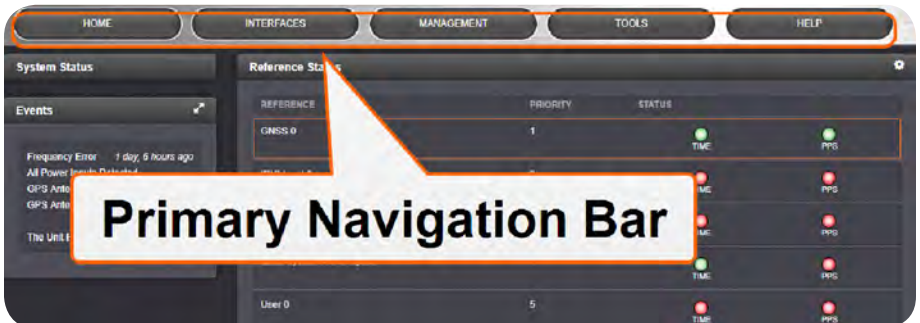 HOME INTERFACES MANAGEMENT TOOLS HELP
System Status
Reference Status
Events
REFERENCE PRIORITY STATUS
GNSS 0 1
TIME PPS
Frequency Error 1 day, 6 hours ago
All Power Inputs Detected
GPS
GPS
TIME PPS
Primary Navigation Bar
The Unit
TIME PPS
TIME PPS
User 0 5
TIME PPS